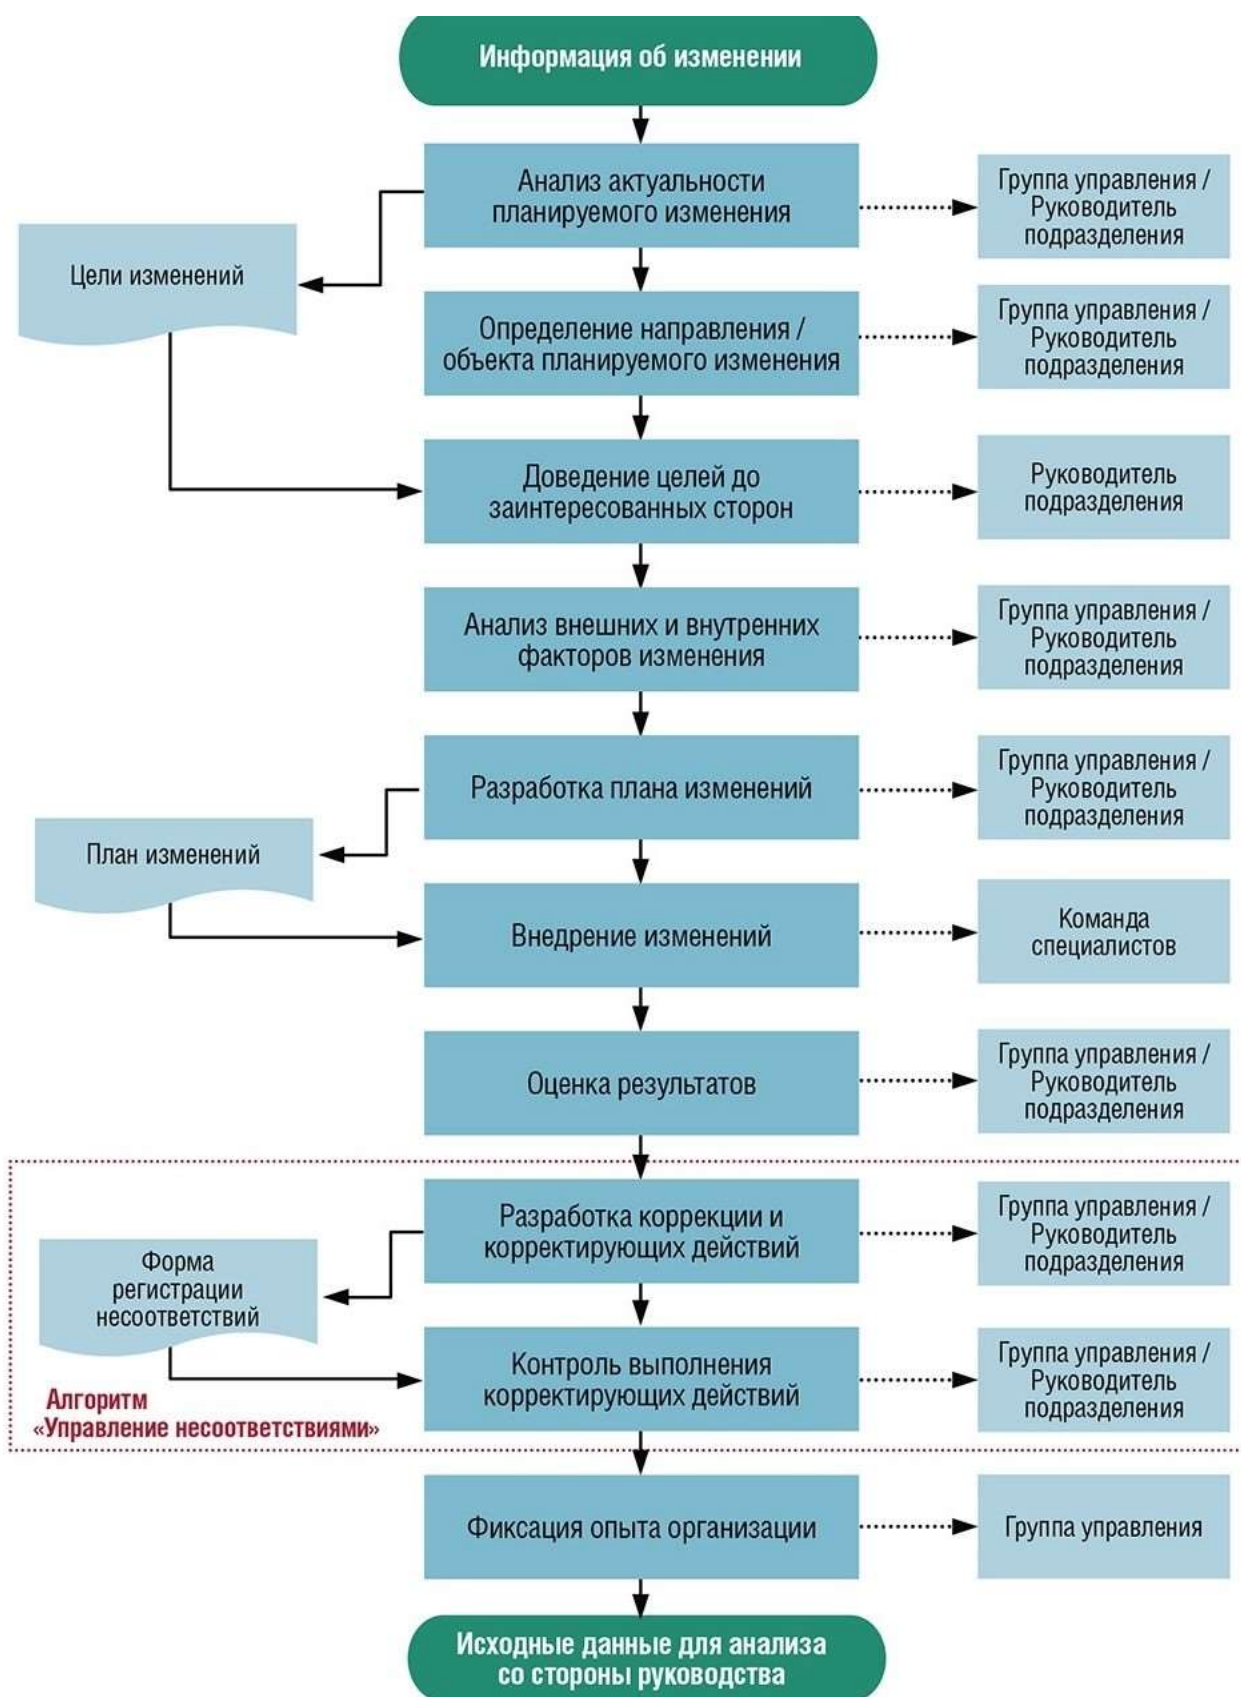 Информация об изменении
Анализ актуальности
планируемого изменения
Группа управления /
Руководитель
подразделения
Цели изменений
Определение направления /
объекта планируемого изменения
Группа управления /
Руководитель
подразделения
Доведение целей до
заинтересованных сторон
Руководитель
подразделения
Анализ внешних и внутренних
факторов изменения
Группа управления /
Руководитель
подразделения
Разработка плана изменений
Группа управления /
Руководитель
подразделения
План изменений
Внедрение изменений
Команда
специалистов
Оценка результатов
Группа управления /
Руководитель
подразделения
Разработка коррекции и
корректирующих действий
Группа управления /
Руководитель
подразделения
Форма
регистрации
несоответствий
Контроль выполнения
корректирующих действий
Группа управления /
Руководитель
подразделения
Алгоритм
«Управление несоответствиями»
Фиксация опыта организации
Группа управления
Исходные данные для анализа
со стороны руководства